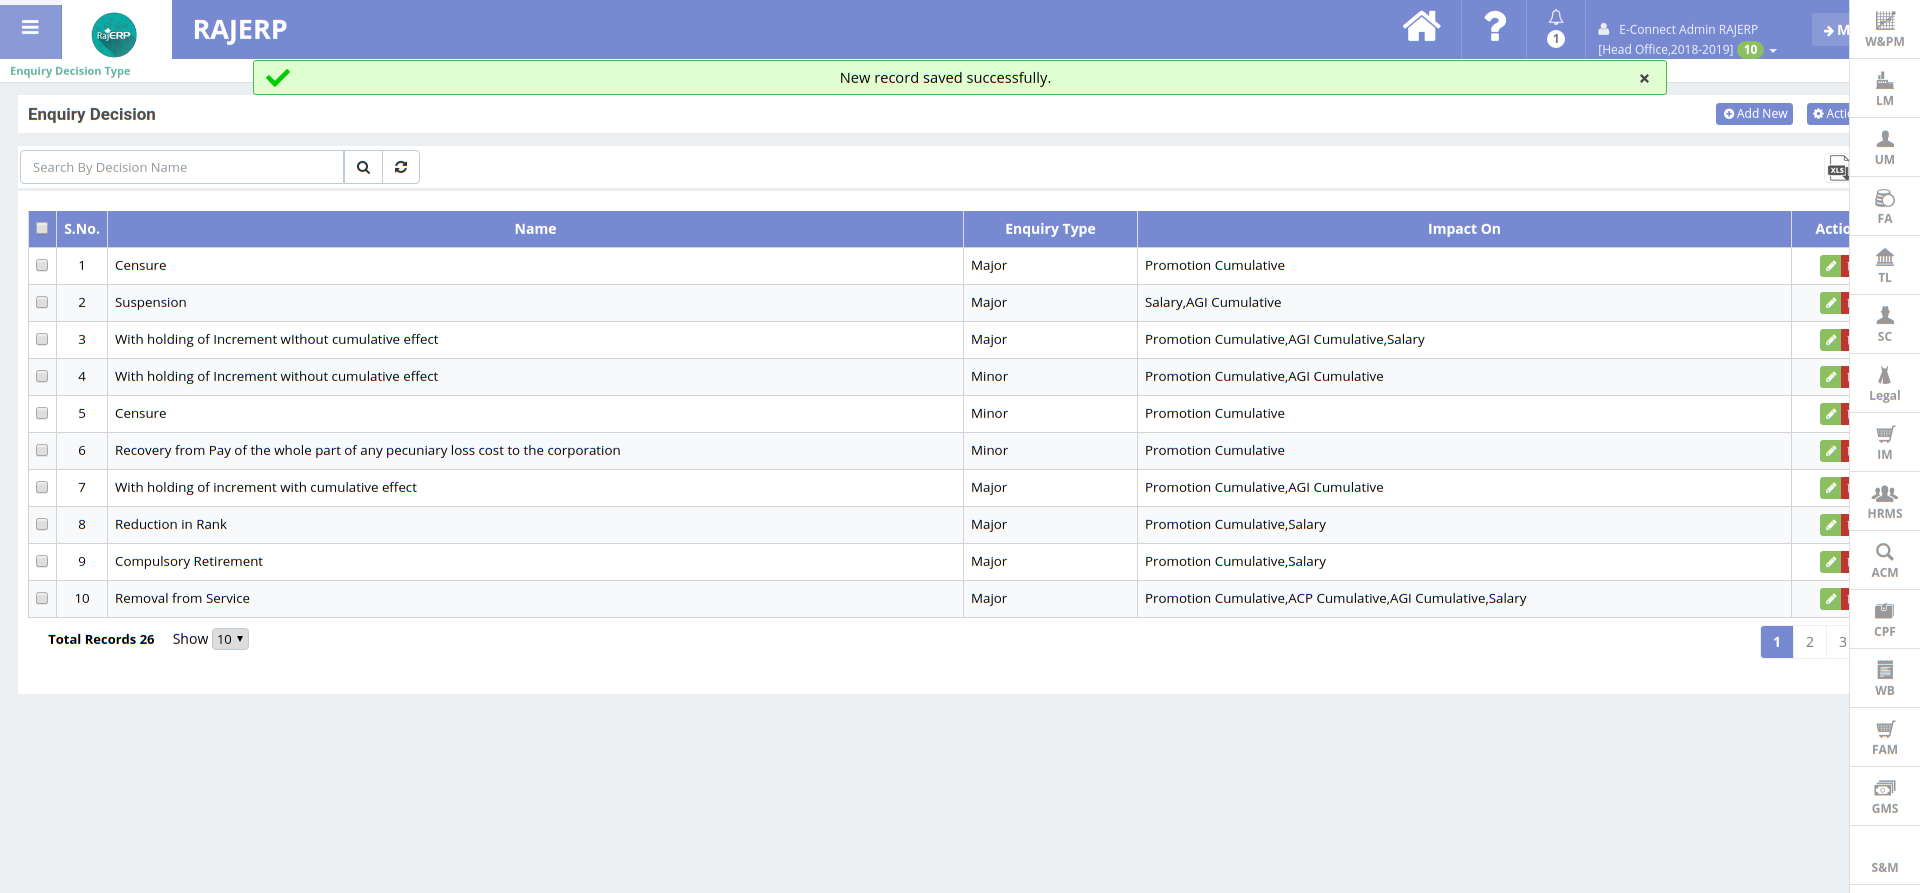 RajERP
RAJERP
1
E-Connect Admin RAJERP
[Head Office,2018-2019] 10
M
Enquiry Decision Type
New record saved successfully.
×
Enquiry Decision
Add New
Acti
Search By Decision Name
XLS
S.No. Name Enquiry Type Impact On Actio
1 Censure Major Promotion Cumulative
2 Suspension Major Salary,AGI Cumulative
3 With holding of Increment wIthout cumulative effect Major Promotion Cumulative,AGI Cumulative,Salary
4 With holding of Increment without cumulative effect Minor Promotion Cumulative,AGI Cumulative
5 Censure Minor Promotion Cumulative
6 Recovery from Pay of the whole part of any pecuniary loss cost to the corporation Minor Promotion Cumulative
7 With holding of increment with cumulative effect Major Promotion Cumulative,AGI Cumulative
8 Reduction in Rank Major Promotion Cumulative,Salary
9 Compulsory Retirement Major Promotion Cumulative,Salary
10 Removal from Service Major Promotion Cumulative,ACP Cumulative,AGI Cumulative,Salary
Total Records 26 Show 10
1 2 3
W&PM
LM
UM
FA
TL
SC
Legal
IM
HRMS
ACM
CPF
WB
FAM
GMS
S&M